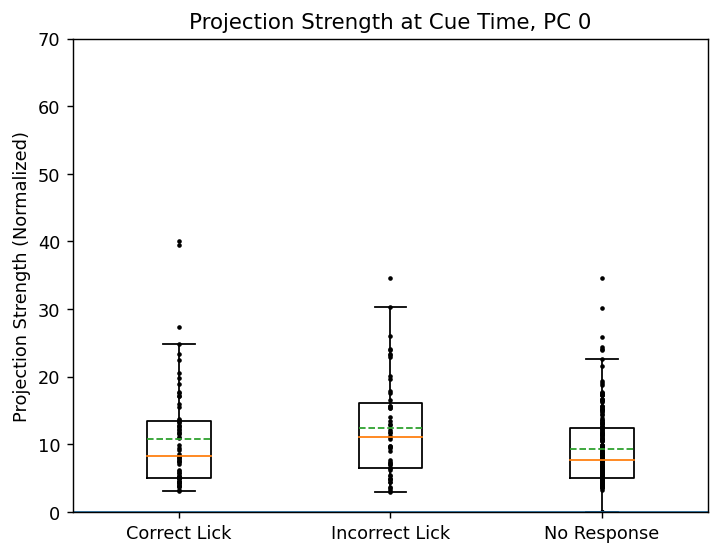 Projection Strength at Cue Time, PC 0
Projection Strength (Normalized)
70
60
50
40
30
20
10
0
Correct Lick
Incorrect Lick
No Response